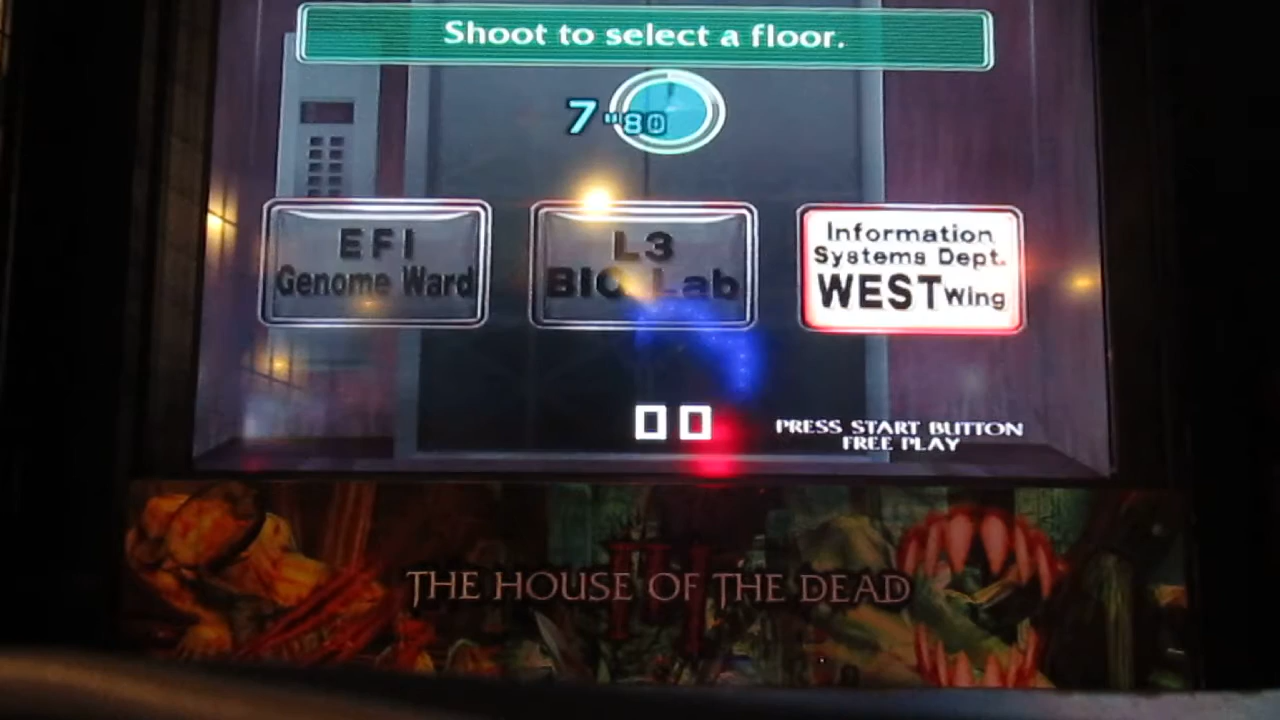 Shoot to select a floor.
7"80
EFI
Genome Ward
L3
BIO Lab
Information
Systems Dept.
WEST Wing
00
PRESS START BUTTON
FREE PLAY
III
THE HOUSE OF THE DEAD